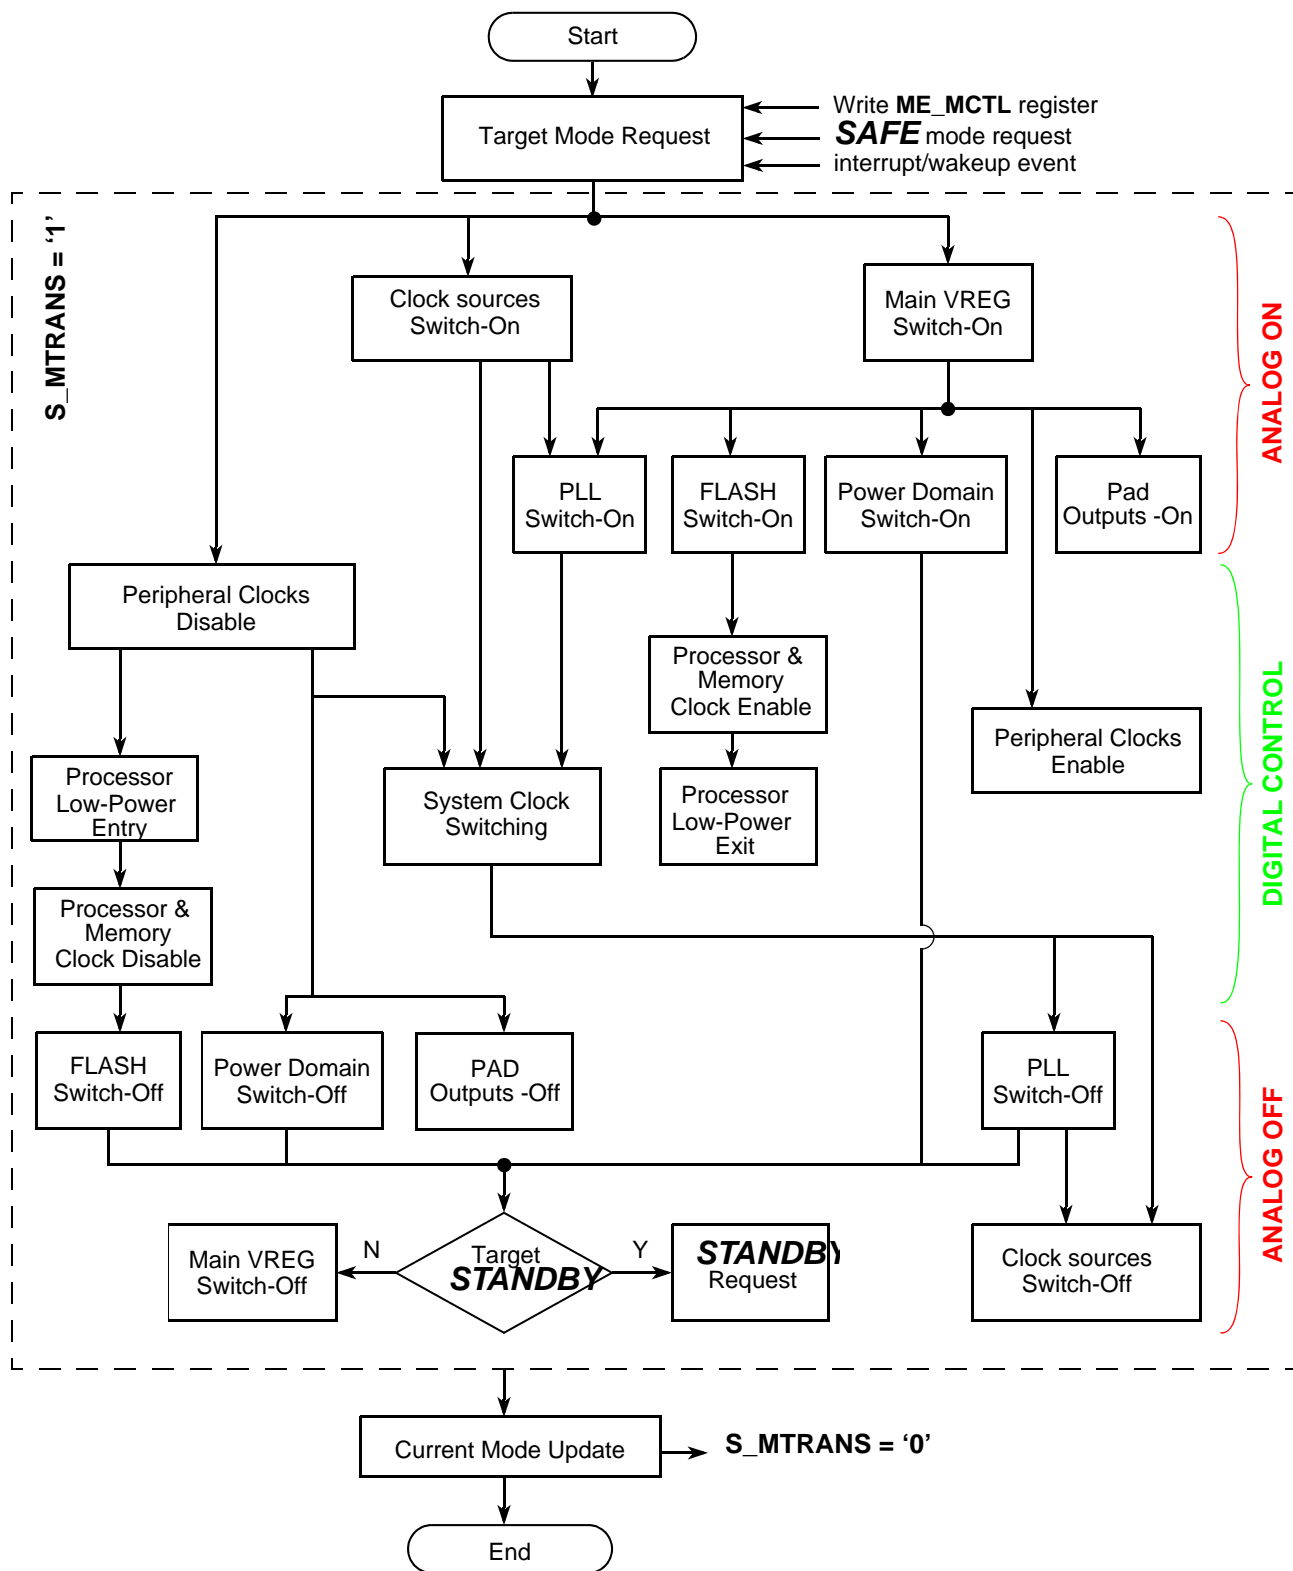 Start
Target Mode Request
Write ME_MCTL register
SAFE mode request
interrupt/wakeup event
S_MTRANS = ‘1’
ANALOG ON
Clock sources
Switch-On
Main VREG
Switch-On
PLL
Switch-On
FLASH
Switch-On
Power Domain
Switch-On
Pad
Outputs -On
DIGITAL CONTROL
Peripheral Clocks
Disable
Processor &
Memory
Clock Enable
Peripheral Clocks
Enable
Processor
Low-Power
Entry
System Clock
Switching
Processor
Low-Power
Exit
Processor &
Memory
Clock Disable
ANALOG OFF
FLASH
Switch-Off
Power Domain
Switch-Off
PAD
Outputs -Off
PLL
Switch-Off
Main VREG
Switch-Off
N
Target
STANDBY
Y
STANDBY
Request
Clock sources
Switch-Off
Current Mode Update
S_MTRANS = ‘0’
End